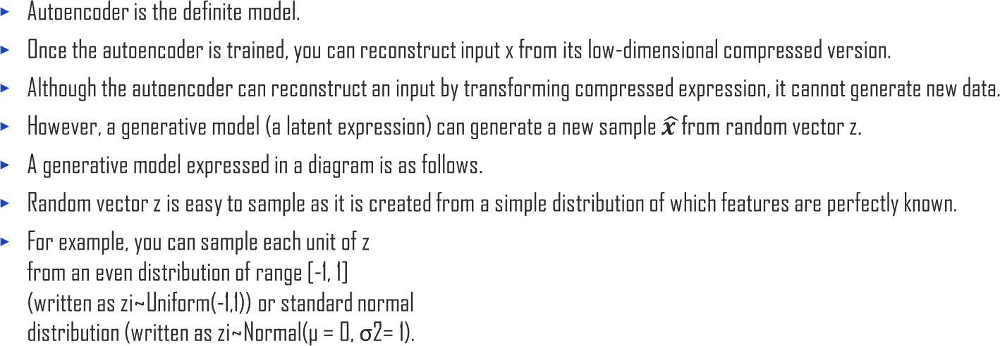 ► Autoencoder is the definite model.
► Once the autoencoder is trained, you can reconstruct input x from its low-dimensional compressed version.
► Although the autoencoder can reconstruct an input by transforming compressed expression, it cannot generate new data.
► However, a generative model (a latent expression) can generate a new sample x̂ from random vector z.
► A generative model expressed in a diagram is as follows.
► Random vector z is easy to sample as it is created from a simple distribution of which features are perfectly known.
► For example, you can sample each unit of z
from an even distribution of range [-1, 1]
(written as zi~Uniform(-1,1)) or standard normal
distribution (written as zi~Normal(μ = 0, σ2= 1).